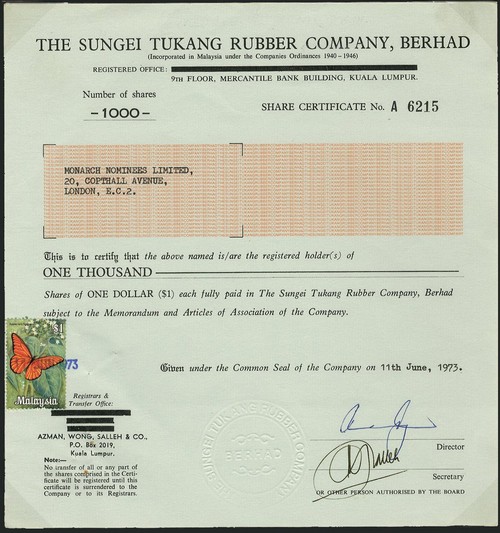 THE SUNGEI TUKANG RUBBER COMPANY, BERHAD
(Incorporated in Malaysia under the Companies Ordinances 1940–1946)
REGISTERED OFFICE:
9TH FLOOR, MERCANTILE BANK BUILDING, KUALA LUMPUR.
Number of shares
–1000–
SHARE CERTIFICATE No. A 6215
MONARCH NOMINEES LIMITED,
20, COPTHALL AVENUE,
LONDON, E.C.2.
This is to certify that the above named is/are the registered holder(s) of
ONE THOUSAND
Shares of ONE DOLLAR ($1) each fully paid in The Sungei Tukang Rubber Company, Berhad
subject to the Memorandum and Articles of Association of the Company.
$1
Malaysia
73
Given under the Common Seal of the Company on 11th June, 1973.
Registrars &
Transfer Office:
AZMAN, WONG, SALLEH & CO.,
P.O. Box 2019,
Kuala Lumpur.
Note:—
No transfer of all or any part of
the shares comprised in the Certi-
ficate will be registered until this
certificate is surrendered to the
Company or to its Registrars.
SUNGEI TUKANG RUBBER COMPANY
BERHAD
Director
Secretary
OR OTHER PERSON AUTHORISED BY THE BOARD